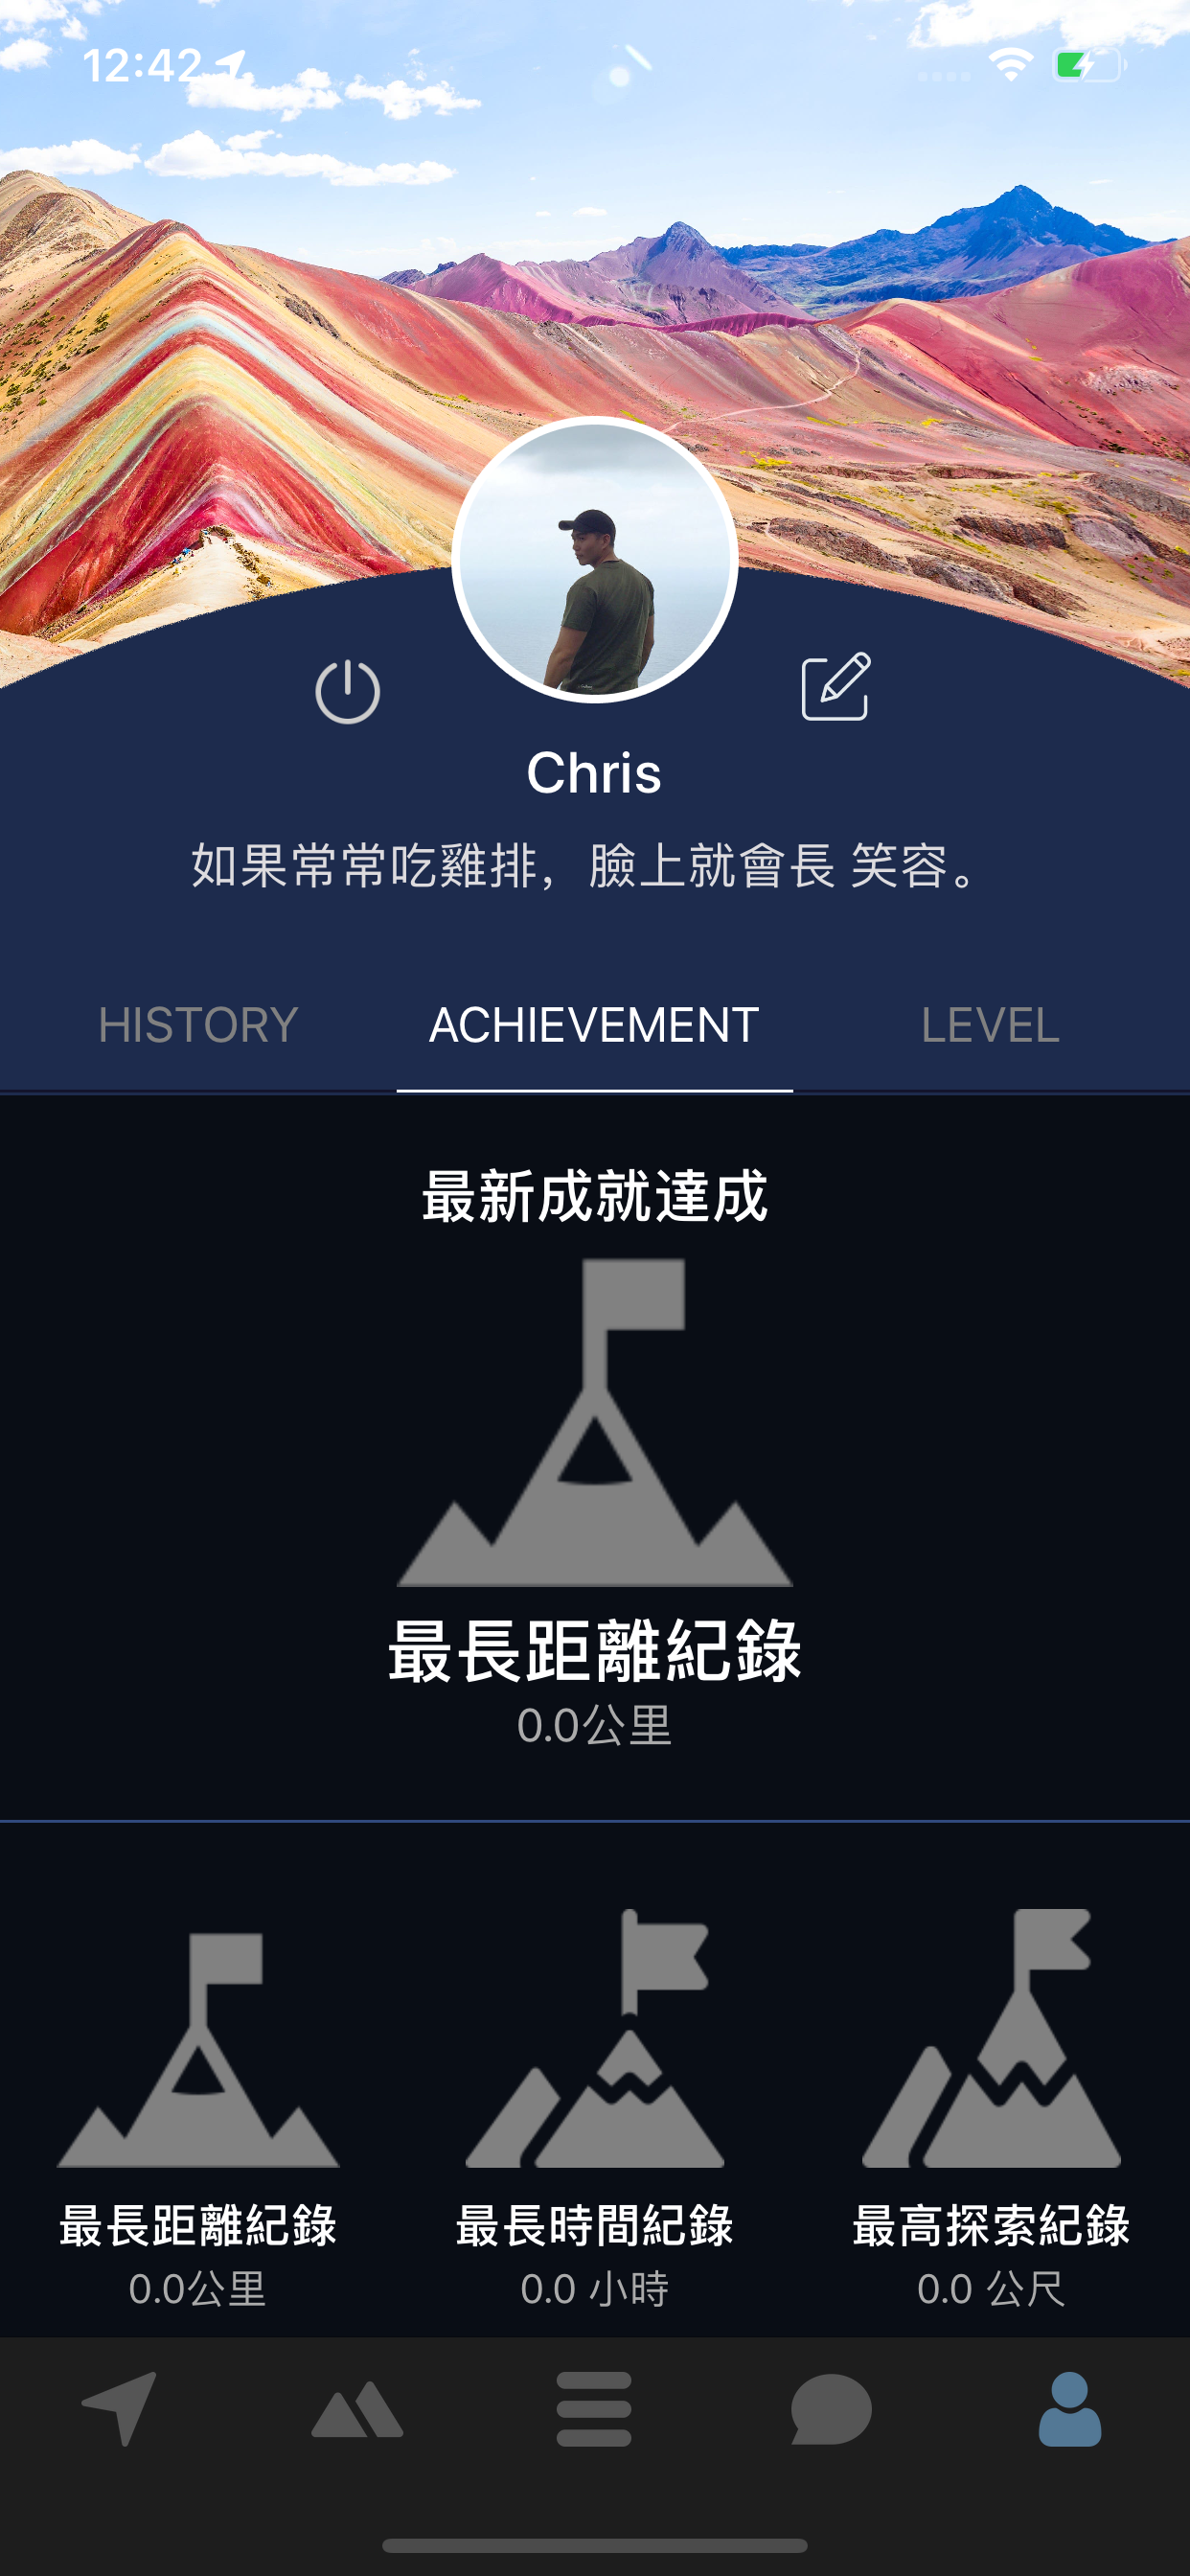 12:42
Chris
如果常常吃雞排，臉上就會長 笑容。
HISTORY
ACHIEVEMENT
LEVEL
最新成就達成
最長距離紀錄
0.0公里
最長距離紀錄
最長時間紀錄
最高探索紀錄
0.0公里
0.0 小時
0.0 公尺